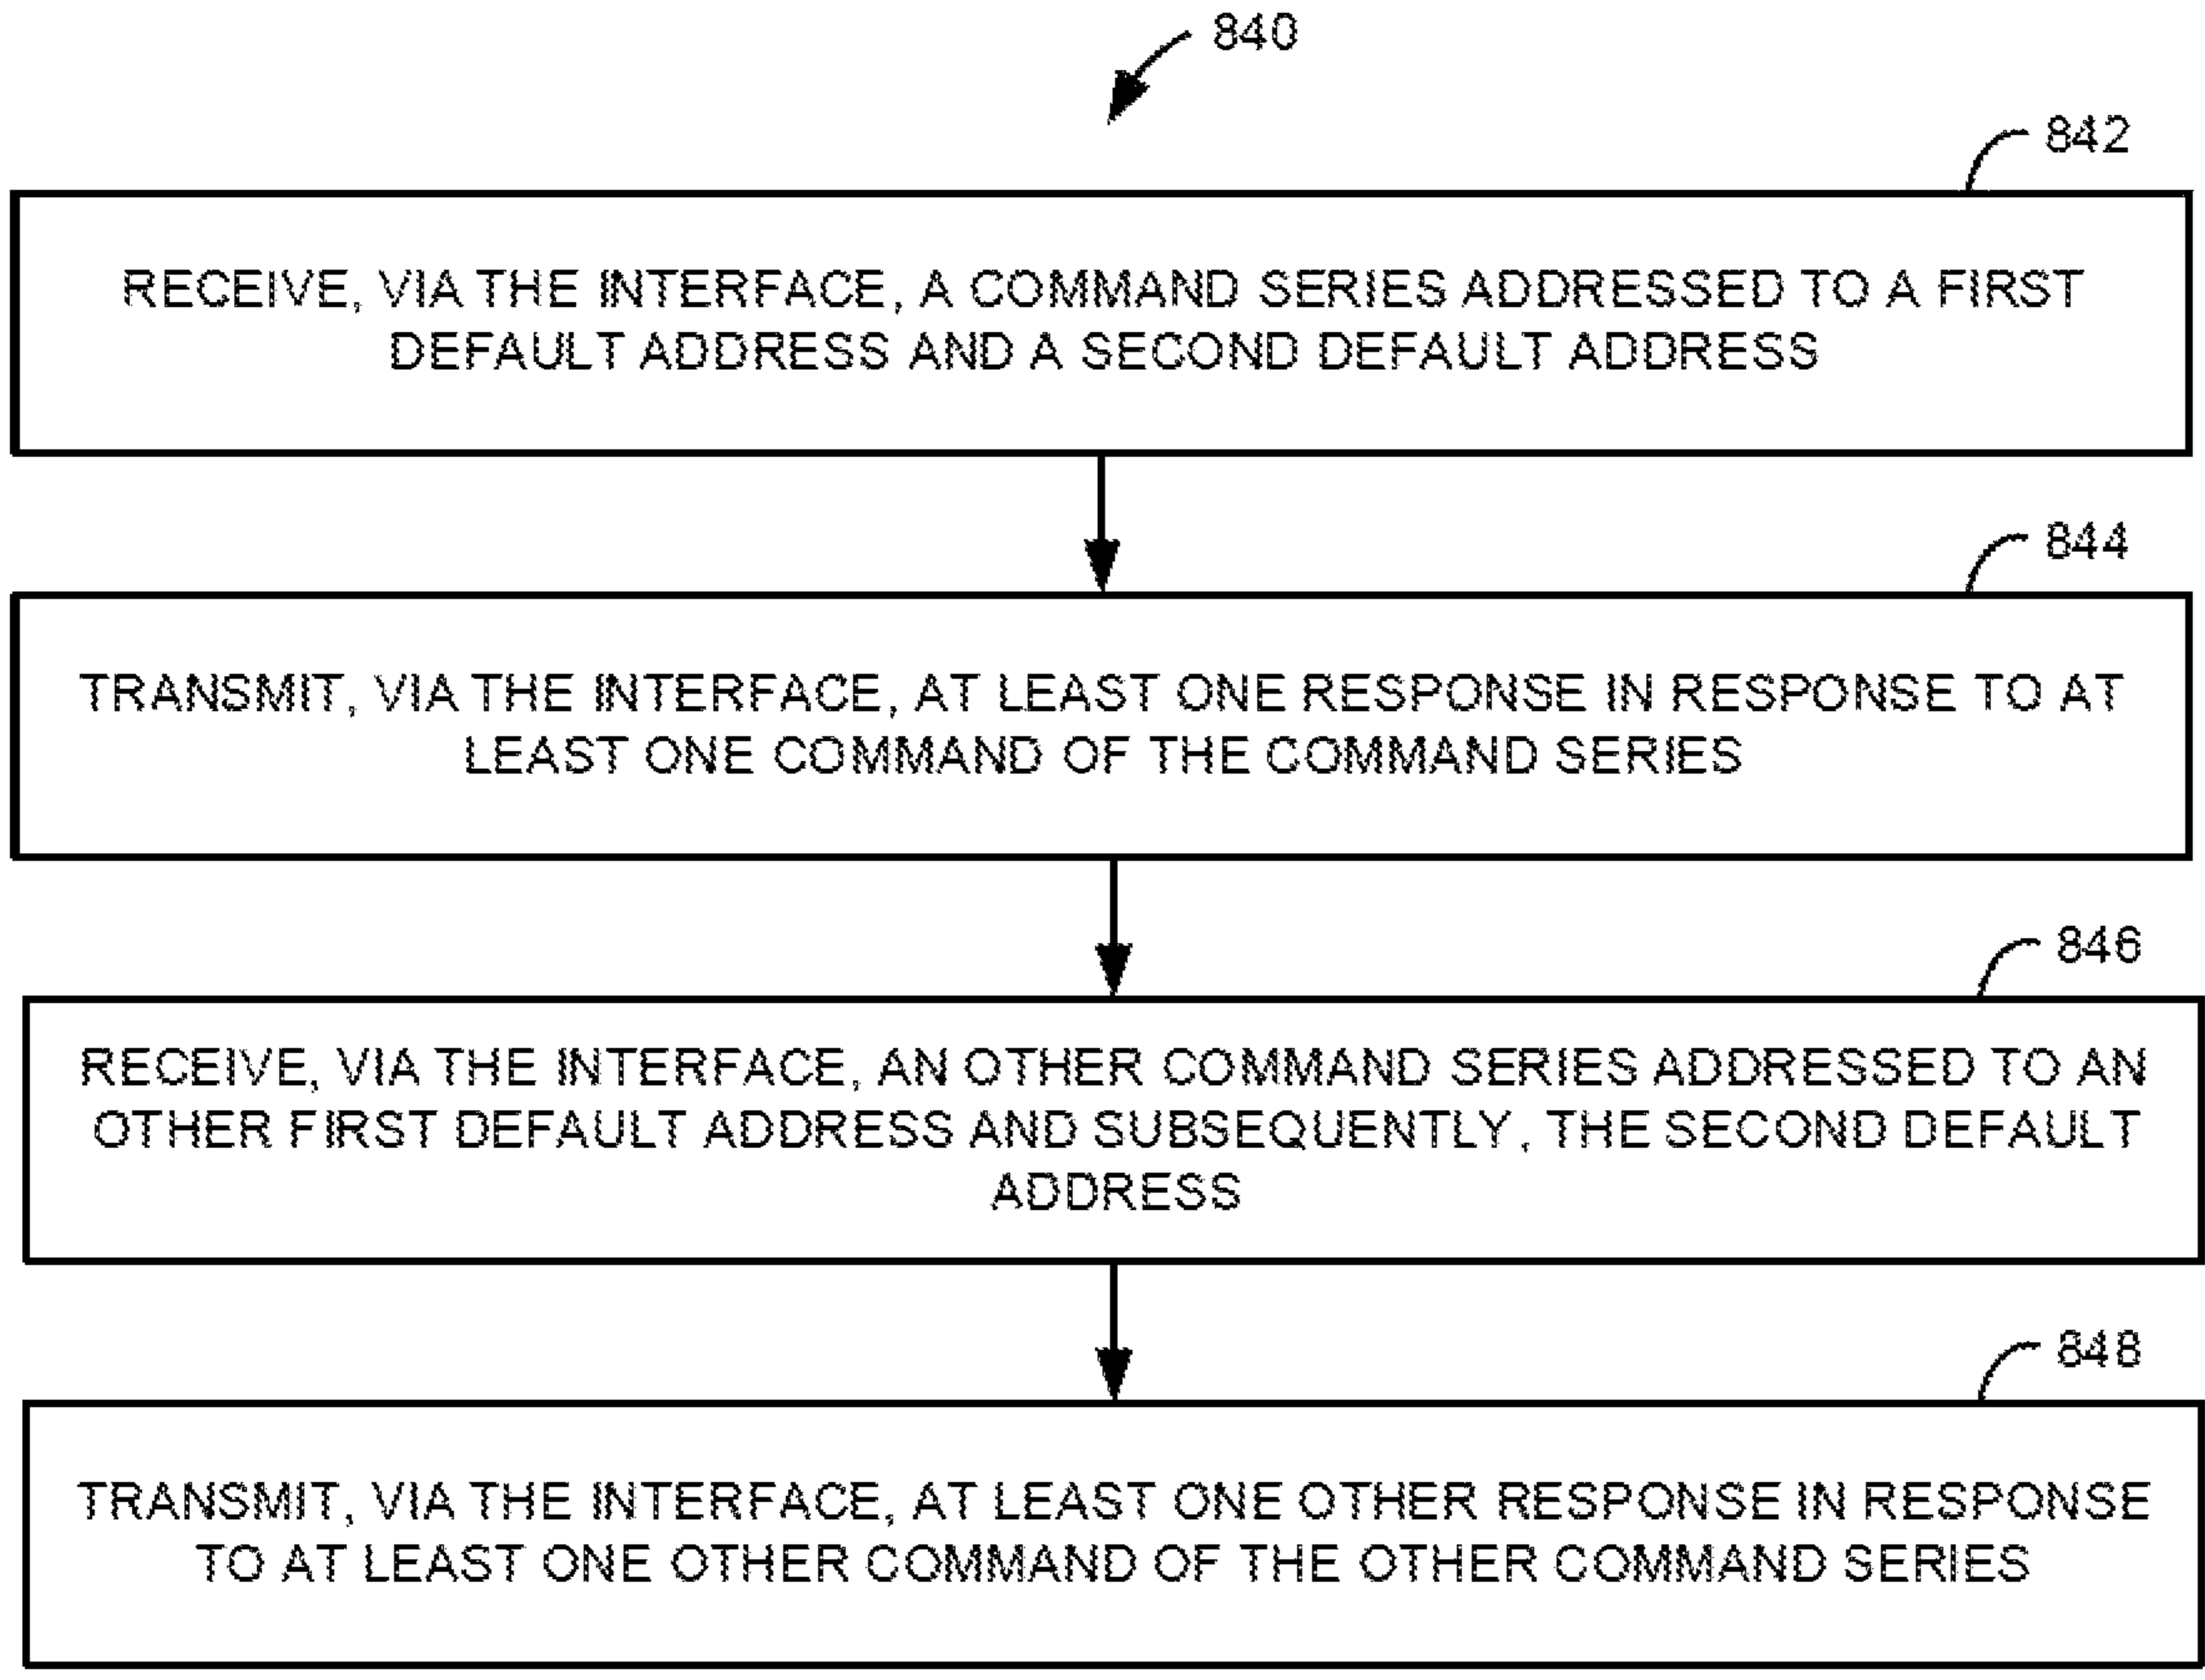 840
842
RECEIVE, VIA THE INTERFACE, A COMMAND SERIES ADDRESSED TO A FIRST
DEFAULT ADDRESS AND A SECOND DEFAULT ADDRESS
844
TRANSMIT, VIA THE INTERFACE, AT LEAST ONE RESPONSE IN RESPONSE TO AT
LEAST ONE COMMAND OF THE COMMAND SERIES
846
RECEIVE, VIA THE INTERFACE, AN OTHER COMMAND SERIES ADDRESSED TO AN
OTHER FIRST DEFAULT ADDRESS AND SUBSEQUENTLY, THE SECOND DEFAULT
ADDRESS
848
TRANSMIT, VIA THE INTERFACE, AT LEAST ONE OTHER RESPONSE IN RESPONSE
TO AT LEAST ONE OTHER COMMAND OF THE OTHER COMMAND SERIES